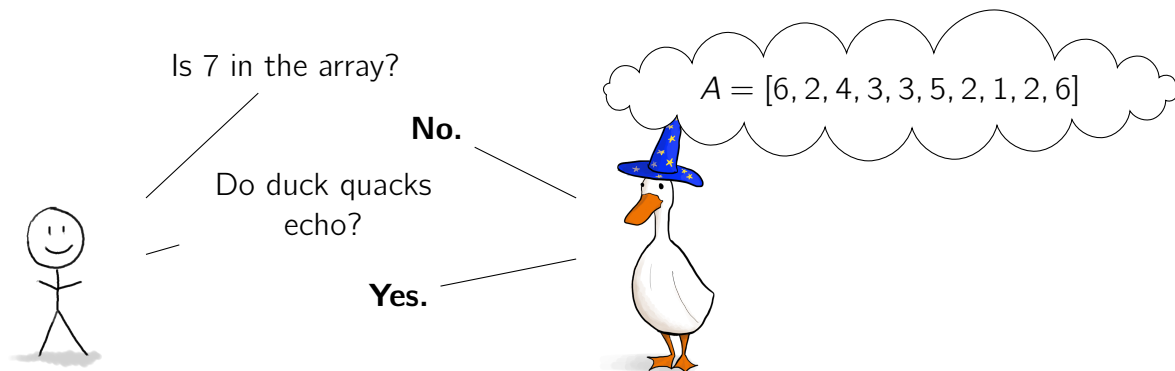 Is 7 in the array?
A = [6, 2, 4, 3, 3, 5, 2, 1, 2, 6]
No.
Do duck quacks
echo?
Yes.